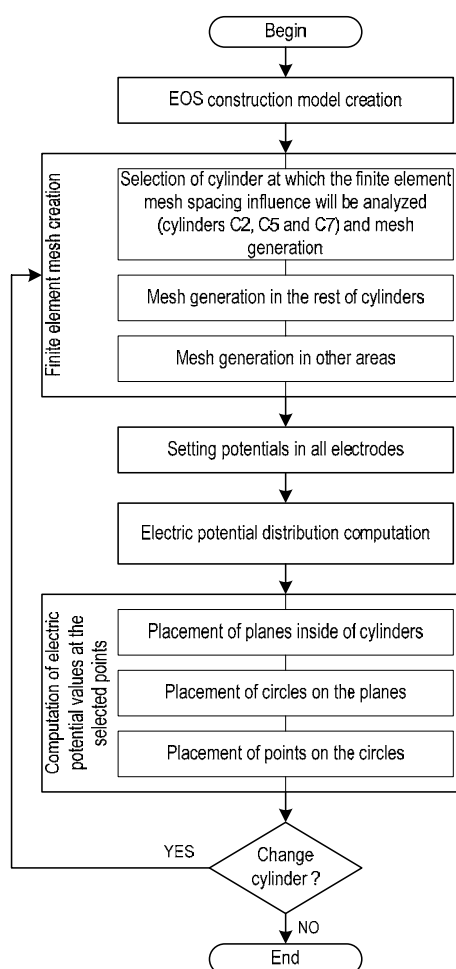 Begin
EOS construction model creation
Finite element mesh creation
Selection of cylinder at which the finite element
mesh spacing influence will be analyzed
(cylinders C2, C5 and C7) and mesh
generation
Mesh generation in the rest of cylinders
Mesh generation in other areas
Setting potentials in all electrodes
Electric potential distribution computation
Computation of electric
potential values at the
selected points
Placement of planes inside of cylinders
Placement of circles on the planes
Placement of points on the circles
YES
Change
cylinder ?
NO
End